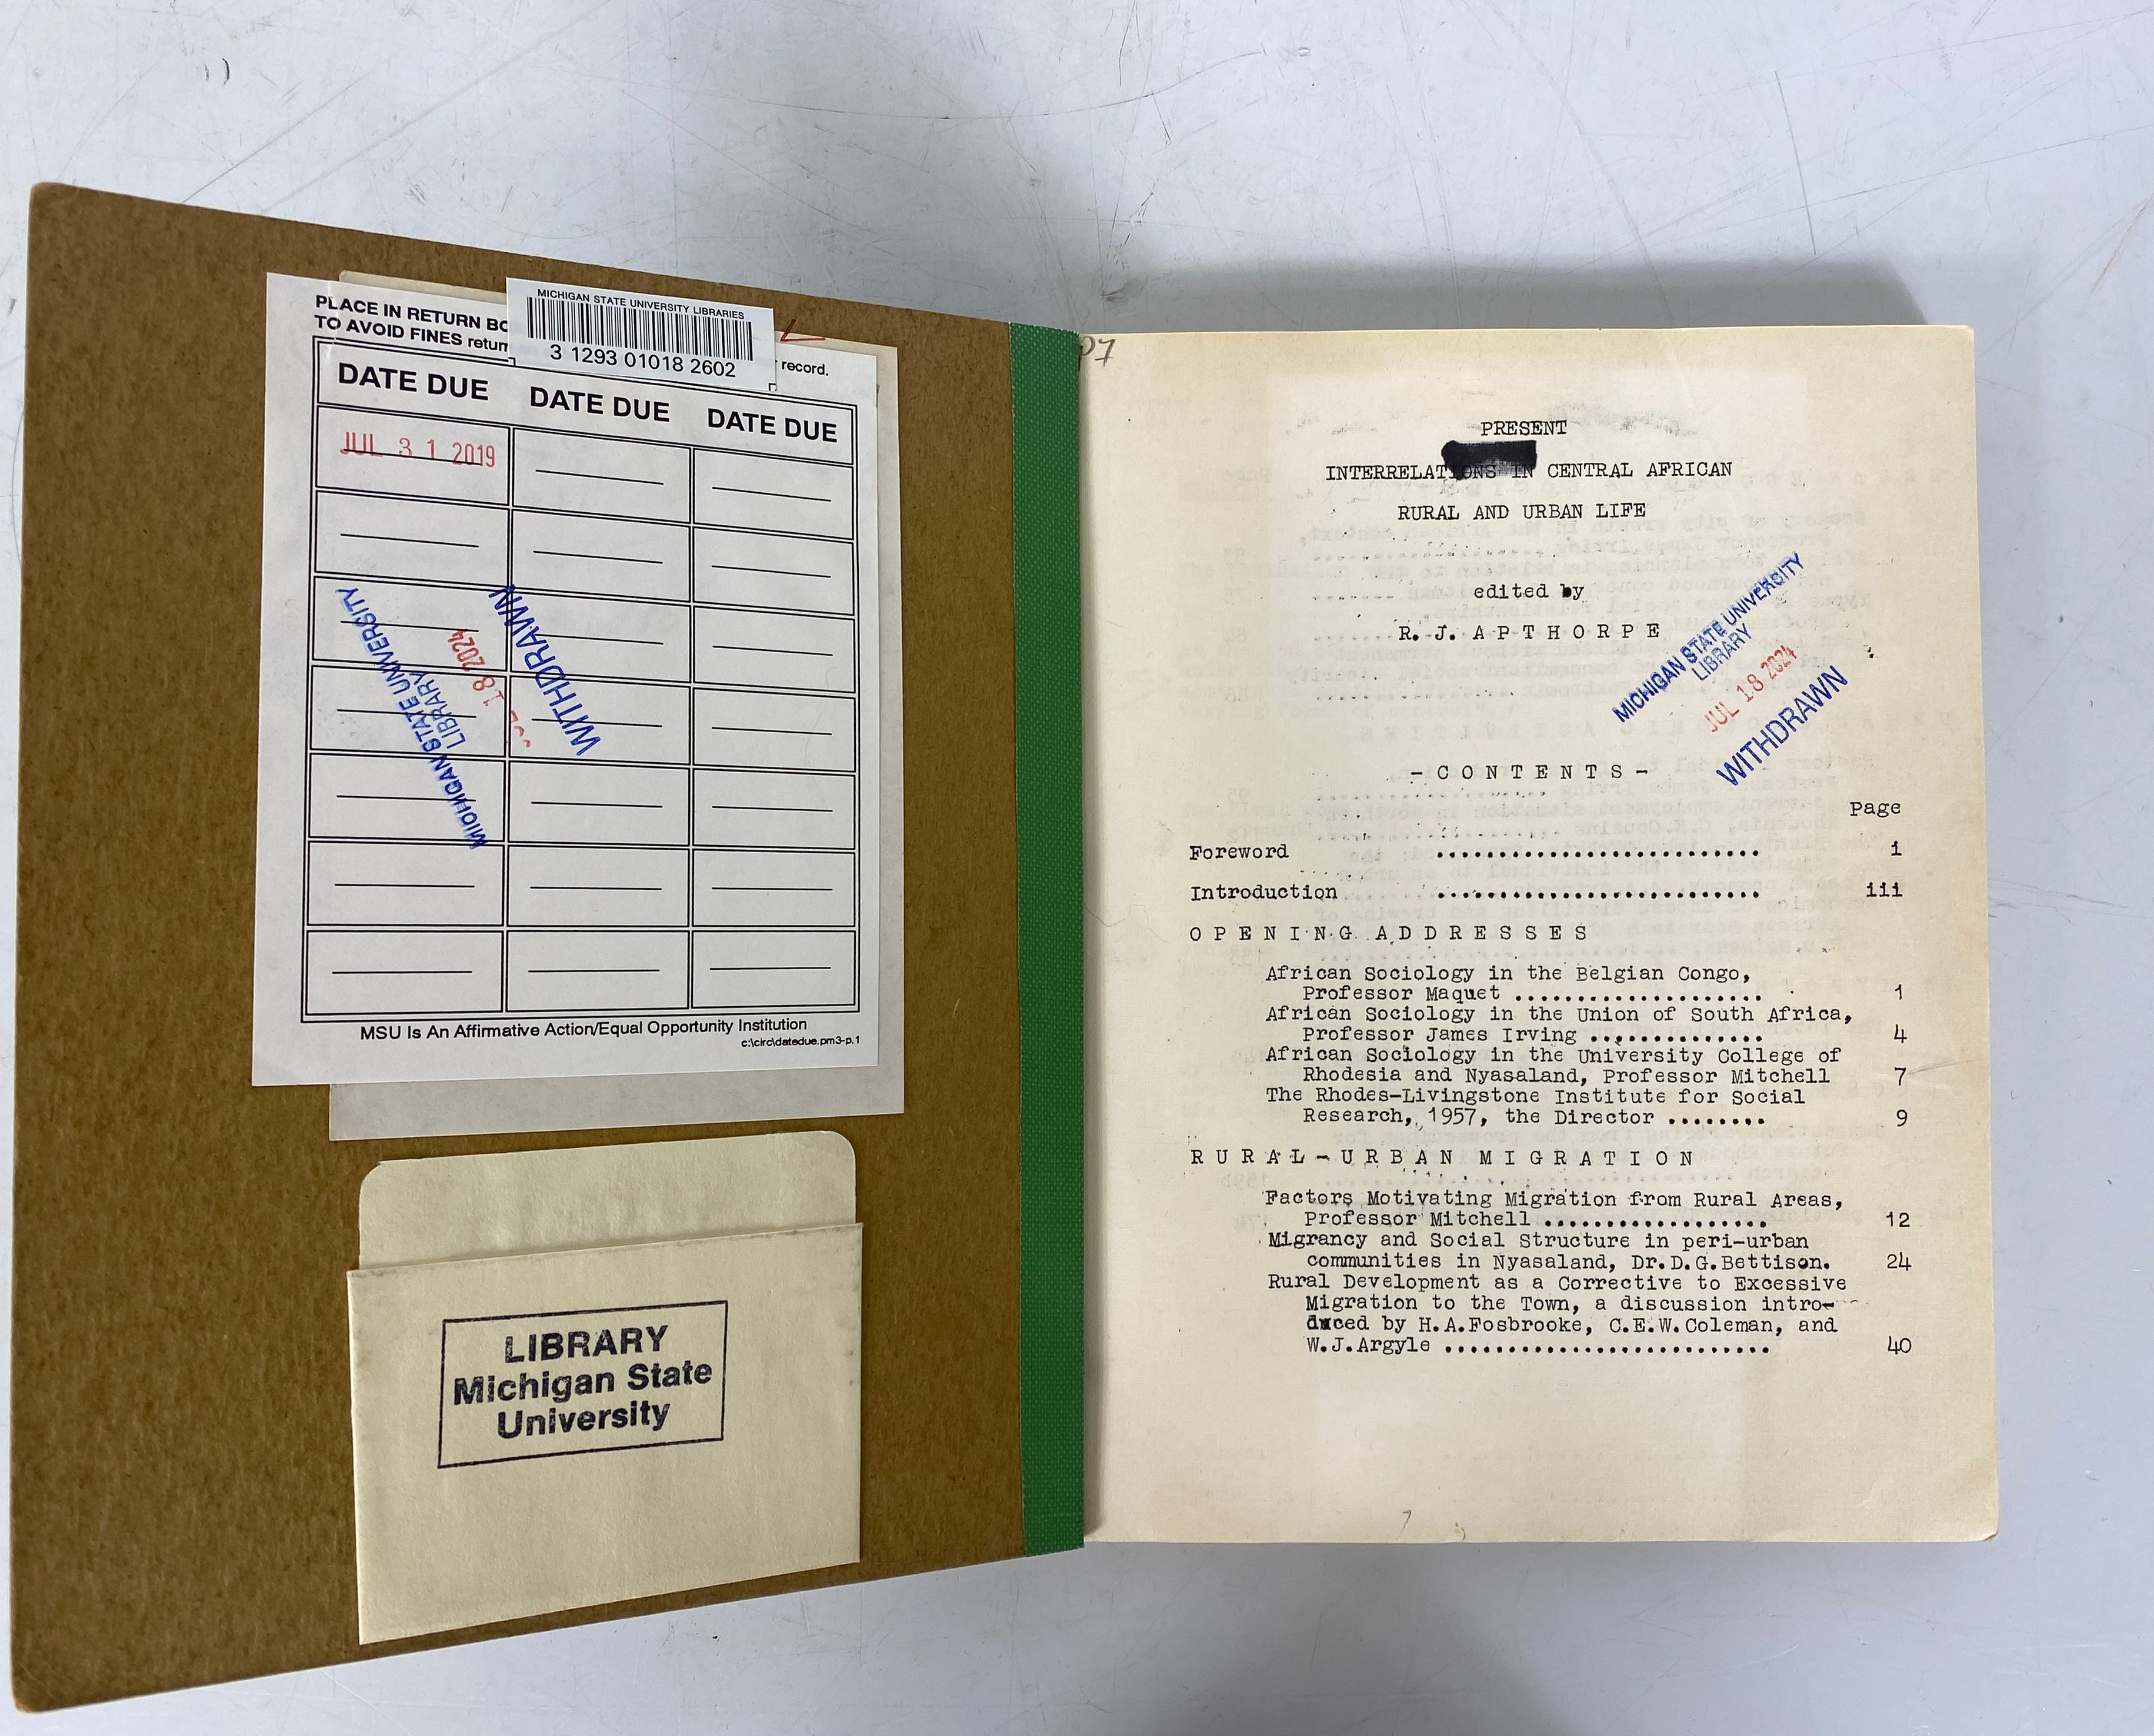 PLACE IN RETURN
TO AVOID FINES return
record.
MICHIGAN STATE UNIVERSITY LIBRARIES
3 1293 01018 2602
DATE DUE DATE DUE DATE DUE
JUL 3 1 2019
MICHIGAN STATE UNIVERSITY
LIBRARY
JUL 18 2024
WITHDRAWN
MSU Is An Affirmative Action/Equal Opportunity Institution
c:\circ\datedue.pm3-p.1
LIBRARY
Michigan State
University
PRESENT
INTERRELATIONS IN CENTRAL AFRICAN
RURAL AND URBAN LIFE
edited by
R. J. A P T H O R P E
MICHIGAN STATE UNIVERSITY
LIBRARY
JUL 18 2024
WITHDRAWN
- C O N T E N T S -
Page
Foreword .......................... i
Introduction .......................... iii
O P E N I N G A D D R E S S E S
African Sociology in the Belgian Congo,
Professor Maquet .................... 1
African Sociology in the Union of South Africa,
Professor James Irving .............. 4
African Sociology in the University College of
Rhodesia and Nyasaland, Professor Mitchell 7
The Rhodes-Livingstone Institute for Social
Research, 1957, the Director ........ 9
R U R A L - U R B A N M I G R A T I O N
Factors Motivating Migration from Rural Areas,
Professor Mitchell .................. 12
Migrancy and Social Structure in peri-urban
communities in Nyasaland, Dr.D.G.Bettison. 24
Rural Development as a Corrective to Excessive
Migration to the Town, a discussion intro-
duced by H.A.Fosbrooke, C.E.W.Coleman, and
W.J.Argyle .......................... 40